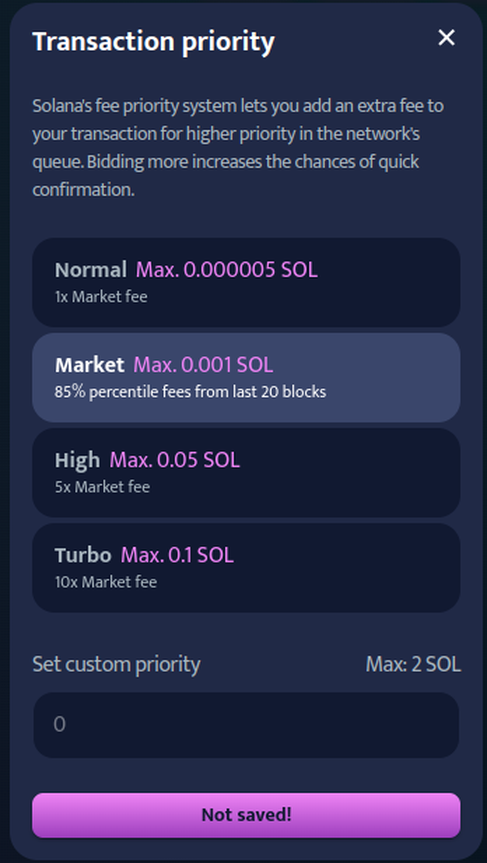 Transaction priority
Solana's fee priority system lets you add an extra fee to
your transaction for higher priority in the network's
queue. Bidding more increases the chances of quick
confirmation.
Normal Max. 0.000005 SOL
1x Market fee
Market Max. 0.001 SOL
85% percentile fees from last 20 blocks
High Max. 0.05 SOL
5x Market fee
Turbo Max. 0.1 SOL
10x Market fee
Set custom priority Max: 2 SOL
0
Not saved!